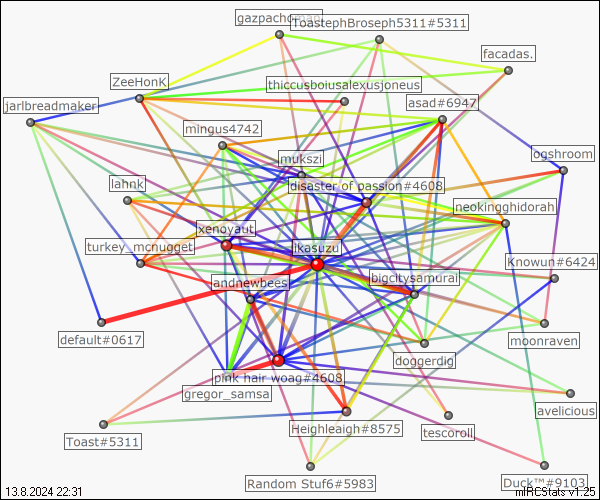 gazpachoman
ToastephBroseph5311#5311
facadas.
ZeeHonK
thiccusboiusalexusjoneus
jarlbreadmaker
asad#6947
mingus4742
mukszi
ogshroom
lahnk
disaster of passion#4608
neokingghidorah
xenoyaut
turkey_mcnugget
ikasuzu
Knowun#6424
andnewbees
bigcitysamurai
default#0617
moonraven
doggerdig
pink hair woag#4608
gregor_samsa
avelicious
Heighleaigh#8575
tescoroll
Toast#5311
Random Stuf6#5983
Duck™#9103
13.8.2024 22:31
mIRCStats v1.25